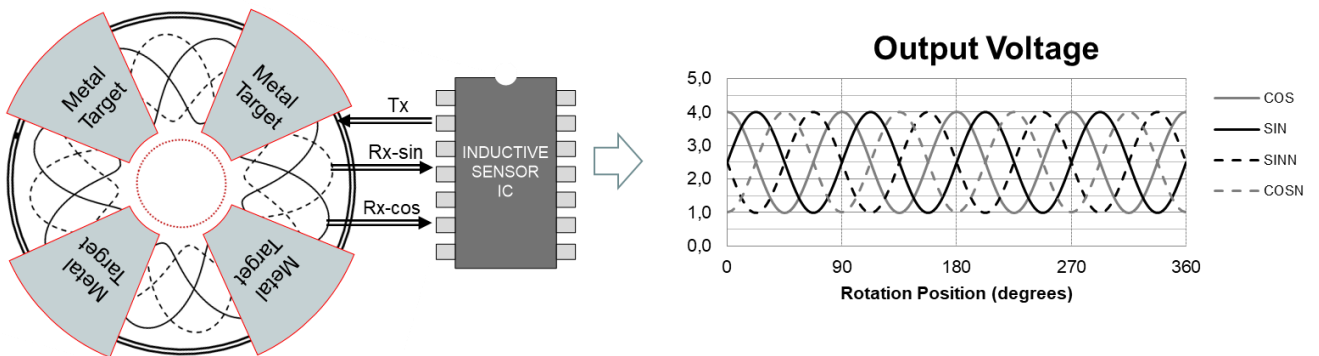 Metal
Target
Metal
Target
Metal
Target
Metal
Target
Tx
Rx-sin
Rx-cos
INDUCTIVE
SENSOR
IC
Output Voltage
5,0
4,0
3,0
2,0
1,0
0,0
0
90
180
270
360
Rotation Position (degrees)
COS
SIN
SINN
COSN